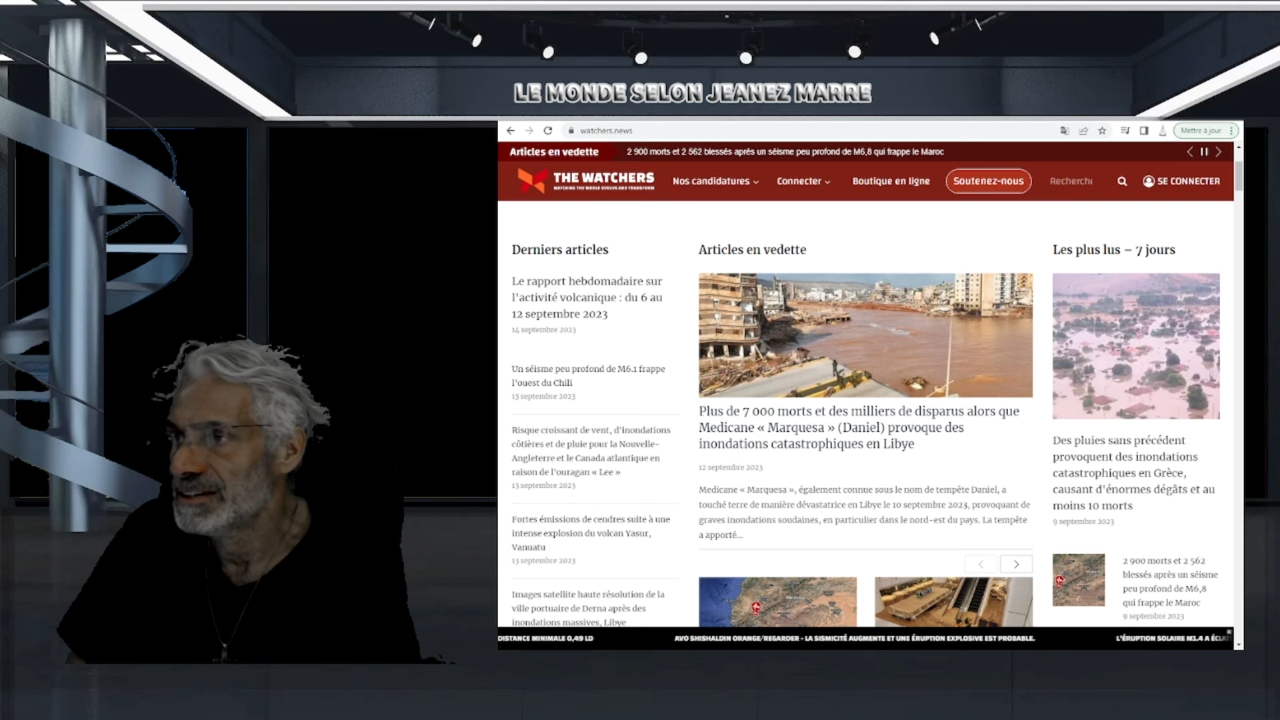 LE MONDE SELON JEANEZ MARRE
watchers.news
Mettre à jour
Articles en vedette
2 900 morts et 2 562 blessés après un séisme peu profond de M6,8 qui frappe le Maroc
THE WATCHERS
WATCHING THE WORLD EVOLVE AND TRANSFORM
Nos candidatures
Connecter
Boutique en ligne
Soutenez-nous
Recherchi
SE CONNECTER
Derniers articles
Le rapport hebdomadaire sur
l'activité volcanique : du 6 au
12 septembre 2023
14 septembre 2023
Un séisme peu profond de M6.1 frappe
l'ouest du Chili
13 septembre 2023
Risque croissant de vent, d'inondations
côtières et de pluie pour la Nouvelle-
Angleterre et le Canada atlantique en
raison de l'ouragan « Lee »
13 septembre 2023
Fortes émissions de cendres suite à une
intense explosion du volcan Yasur,
Vanuatu
13 septembre 2023
Images satellite haute résolution de la
ville portuaire de Derna après des
inondations massives, Libye
Articles en vedette
Plus de 7 000 morts et des milliers de disparus alors que
Medicane « Marquesa » (Daniel) provoque des
inondations catastrophiques en Libye
12 septembre 2023
Medicane « Marquesa », également connue sous le nom de tempête Daniel, a
touché terre de manière dévastatrice en Libye le 10 septembre 2023, provoquant de
graves inondations soudaines, en particulier dans le nord-est du pays. La tempête
a apporté...
Les plus lus – 7 jours
Des pluies sans précédent
provoquent des inondations
catastrophiques en Grèce,
causant d'énormes dégâts et au
moins 10 morts
9 septembre 2023
2 900 morts et 2 562
blessés après un séisme
peu profond de M6,8
qui frappe le Maroc
9 septembre 2023
DISTANCE MINIMALE 0,49 LD
AVO SHISHALDIN ORANGE/REGARDER - LA SISMICITÉ AUGMENTE ET UNE ÉRUPTION EXPLOSIVE EST PROBABLE.
L'ÉRUPTION SOLAIRE M1.4 A ÉCLA